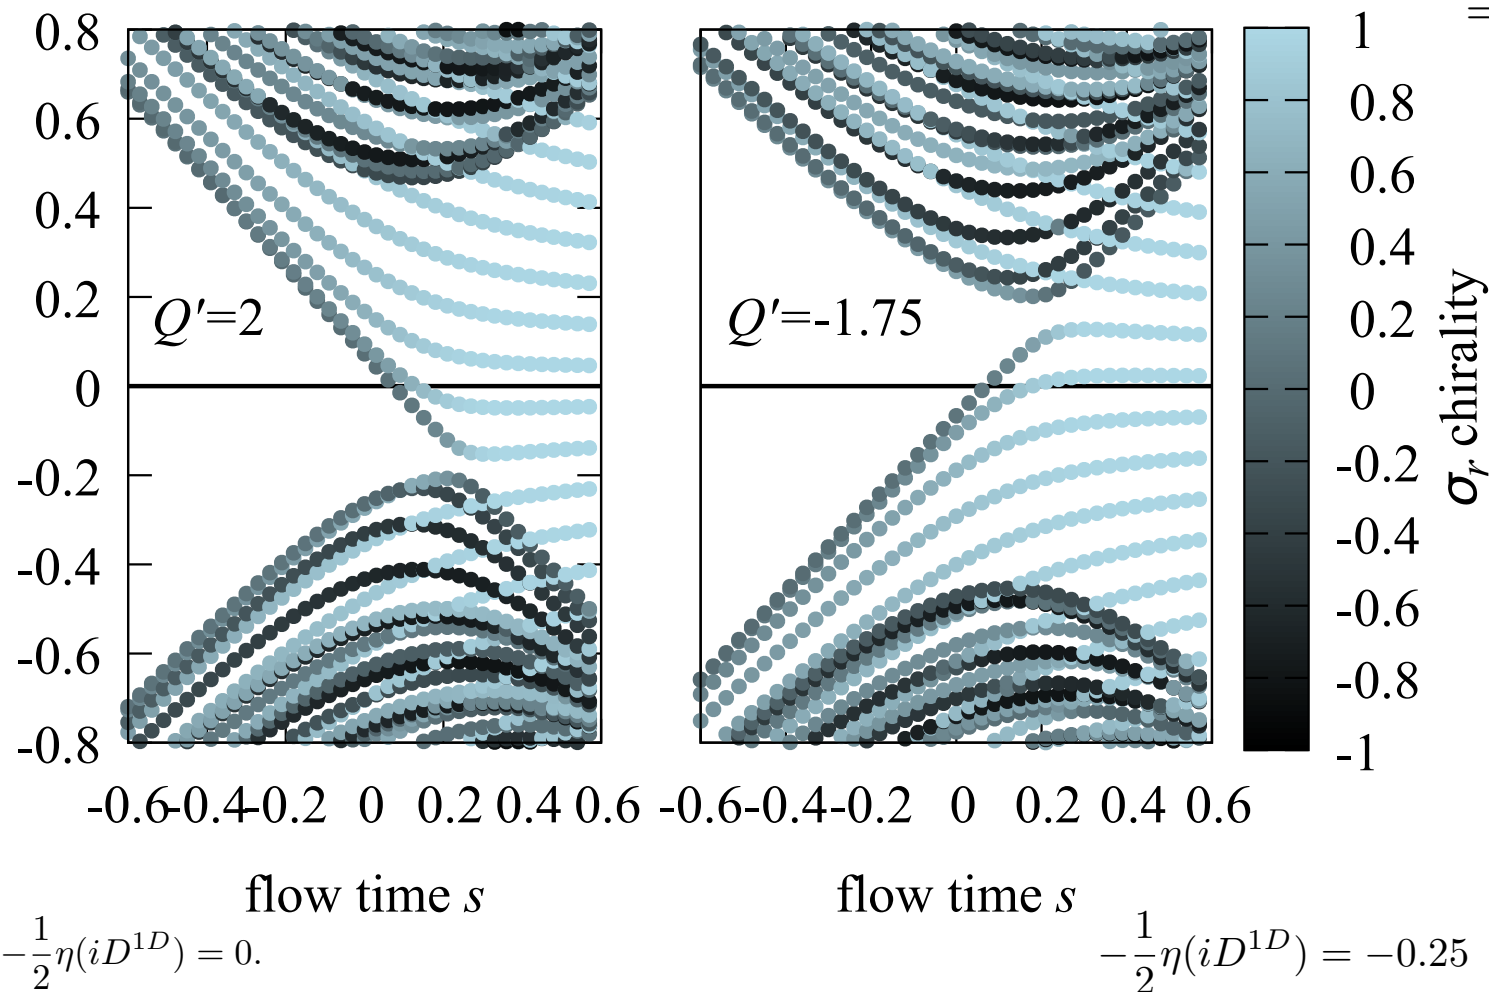 =
0.8
0.6
0.4
0.2
0
-0.2
-0.4
-0.6
-0.8
Q'=2
-0.6 -0.4 -0.2 0 0.2 0.4 0.6
flow time s
Q'=-1.75
-0.6 -0.4 -0.2 0 0.2 0.4 0.6
flow time s
1
0.8
0.6
0.4
0.2
0
-0.2
-0.4
-0.6
-0.8
-1
σ_r chirality
-\frac{1}{2}η(iD^{1D}) = 0.
-\frac{1}{2}η(iD^{1D}) = -0.25